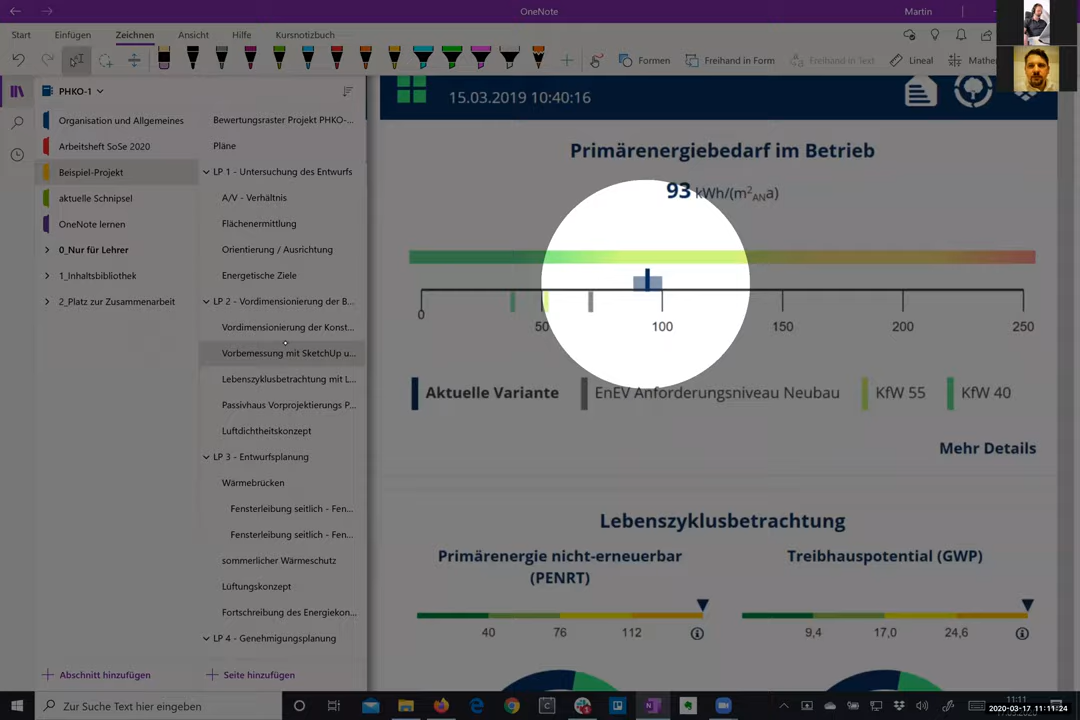 OneNote
Martin
Start
Einfügen
Zeichnen
Ansicht
Hilfe
Kursnotizbuch
Formen
Freihand in Form
Freihand in Text
Lineal
Mathe
PHKO-1
Organisation und Allgemeines
Arbeitsheft SoSe 2020
Beispiel-Projekt
aktuelle Schnipsel
OneNote lernen
0_Nur für Lehrer
1_Inhaltsbibliothek
2_Platz zur Zusammenarbeit
Bewertungsraster Projekt PHKO-...
Pläne
LP 1 - Untersuchung des Entwurfs
A/V - Verhältnis
Flächenermittlung
Orientierung / Ausrichtung
Energetische Ziele
LP 2 - Vordimensionierung der B...
Vordimensionierung der Konst...
Vorbemessung mit SketchUp u...
Lebenszyklusbetrachtung mit L...
Passivhaus Vorprojektierungs P...
Luftdichtheitskonzept
LP 3 - Entwurfsplanung
Wärmebrücken
Fensterleibung seitlich - Fen...
Fensterleibung seitlich - Fen...
sommerlicher Wärmeschutz
Lüftungskonzept
Fortschreibung des Energiekon...
LP 4 - Genehmigungsplanung
Abschnitt hinzufügen
Seite hinzufügen
15.03.2019 10:40:16
Primärenergiebedarf im Betrieb
93 kWh/(m²ANa)
0 50 100 150 200 250
Aktuelle Variante EnEV Anforderungsniveau Neubau KfW 55 KfW 40
Mehr Details
Lebenszyklusbetrachtung
Primärenergie nicht-erneuerbar
(PENRT)
Treibhauspotential (GWP)
40 76 112
9,4 17,0 24,6
Zur Suche Text hier eingeben
11:11
2020-03-17 11:11:24